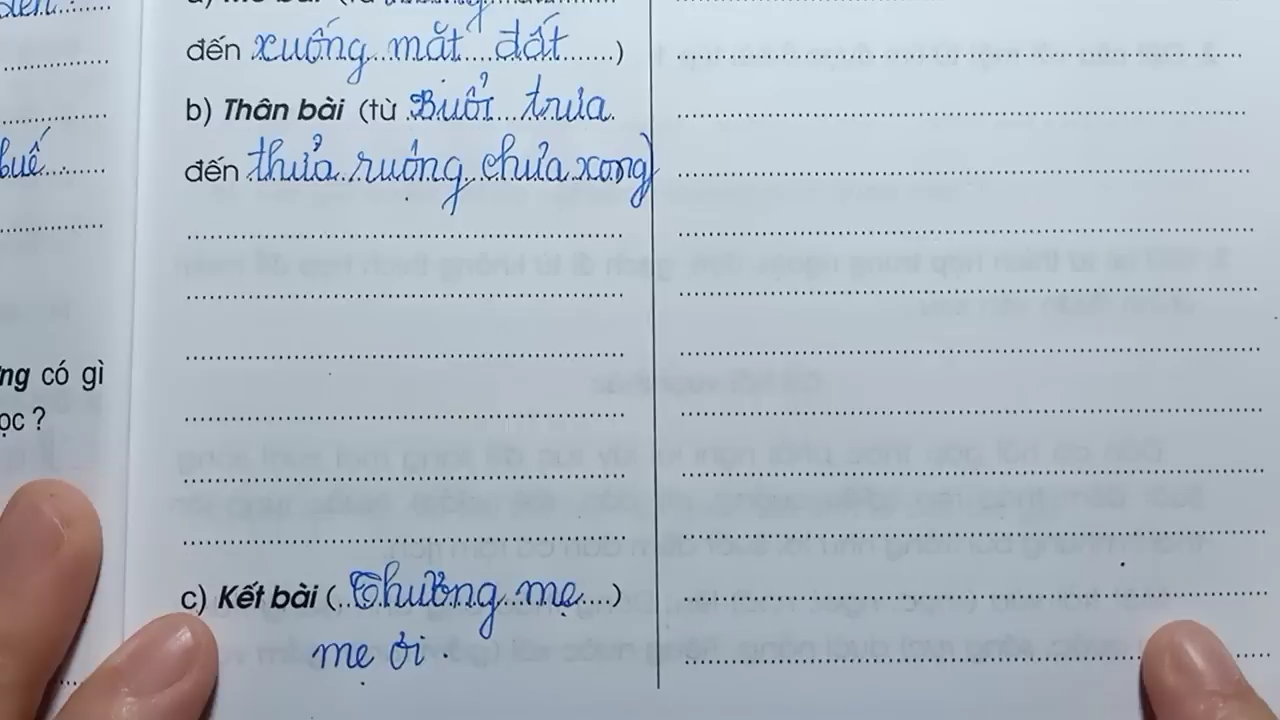 đến xuống mặt đất)
b) Thân bài (từ Buổi trưa
đến thửa ruộng chưa xong)
buế
ng có gì
ọc ?
c) Kết bài (Thương mẹ)
mẹ ơi.